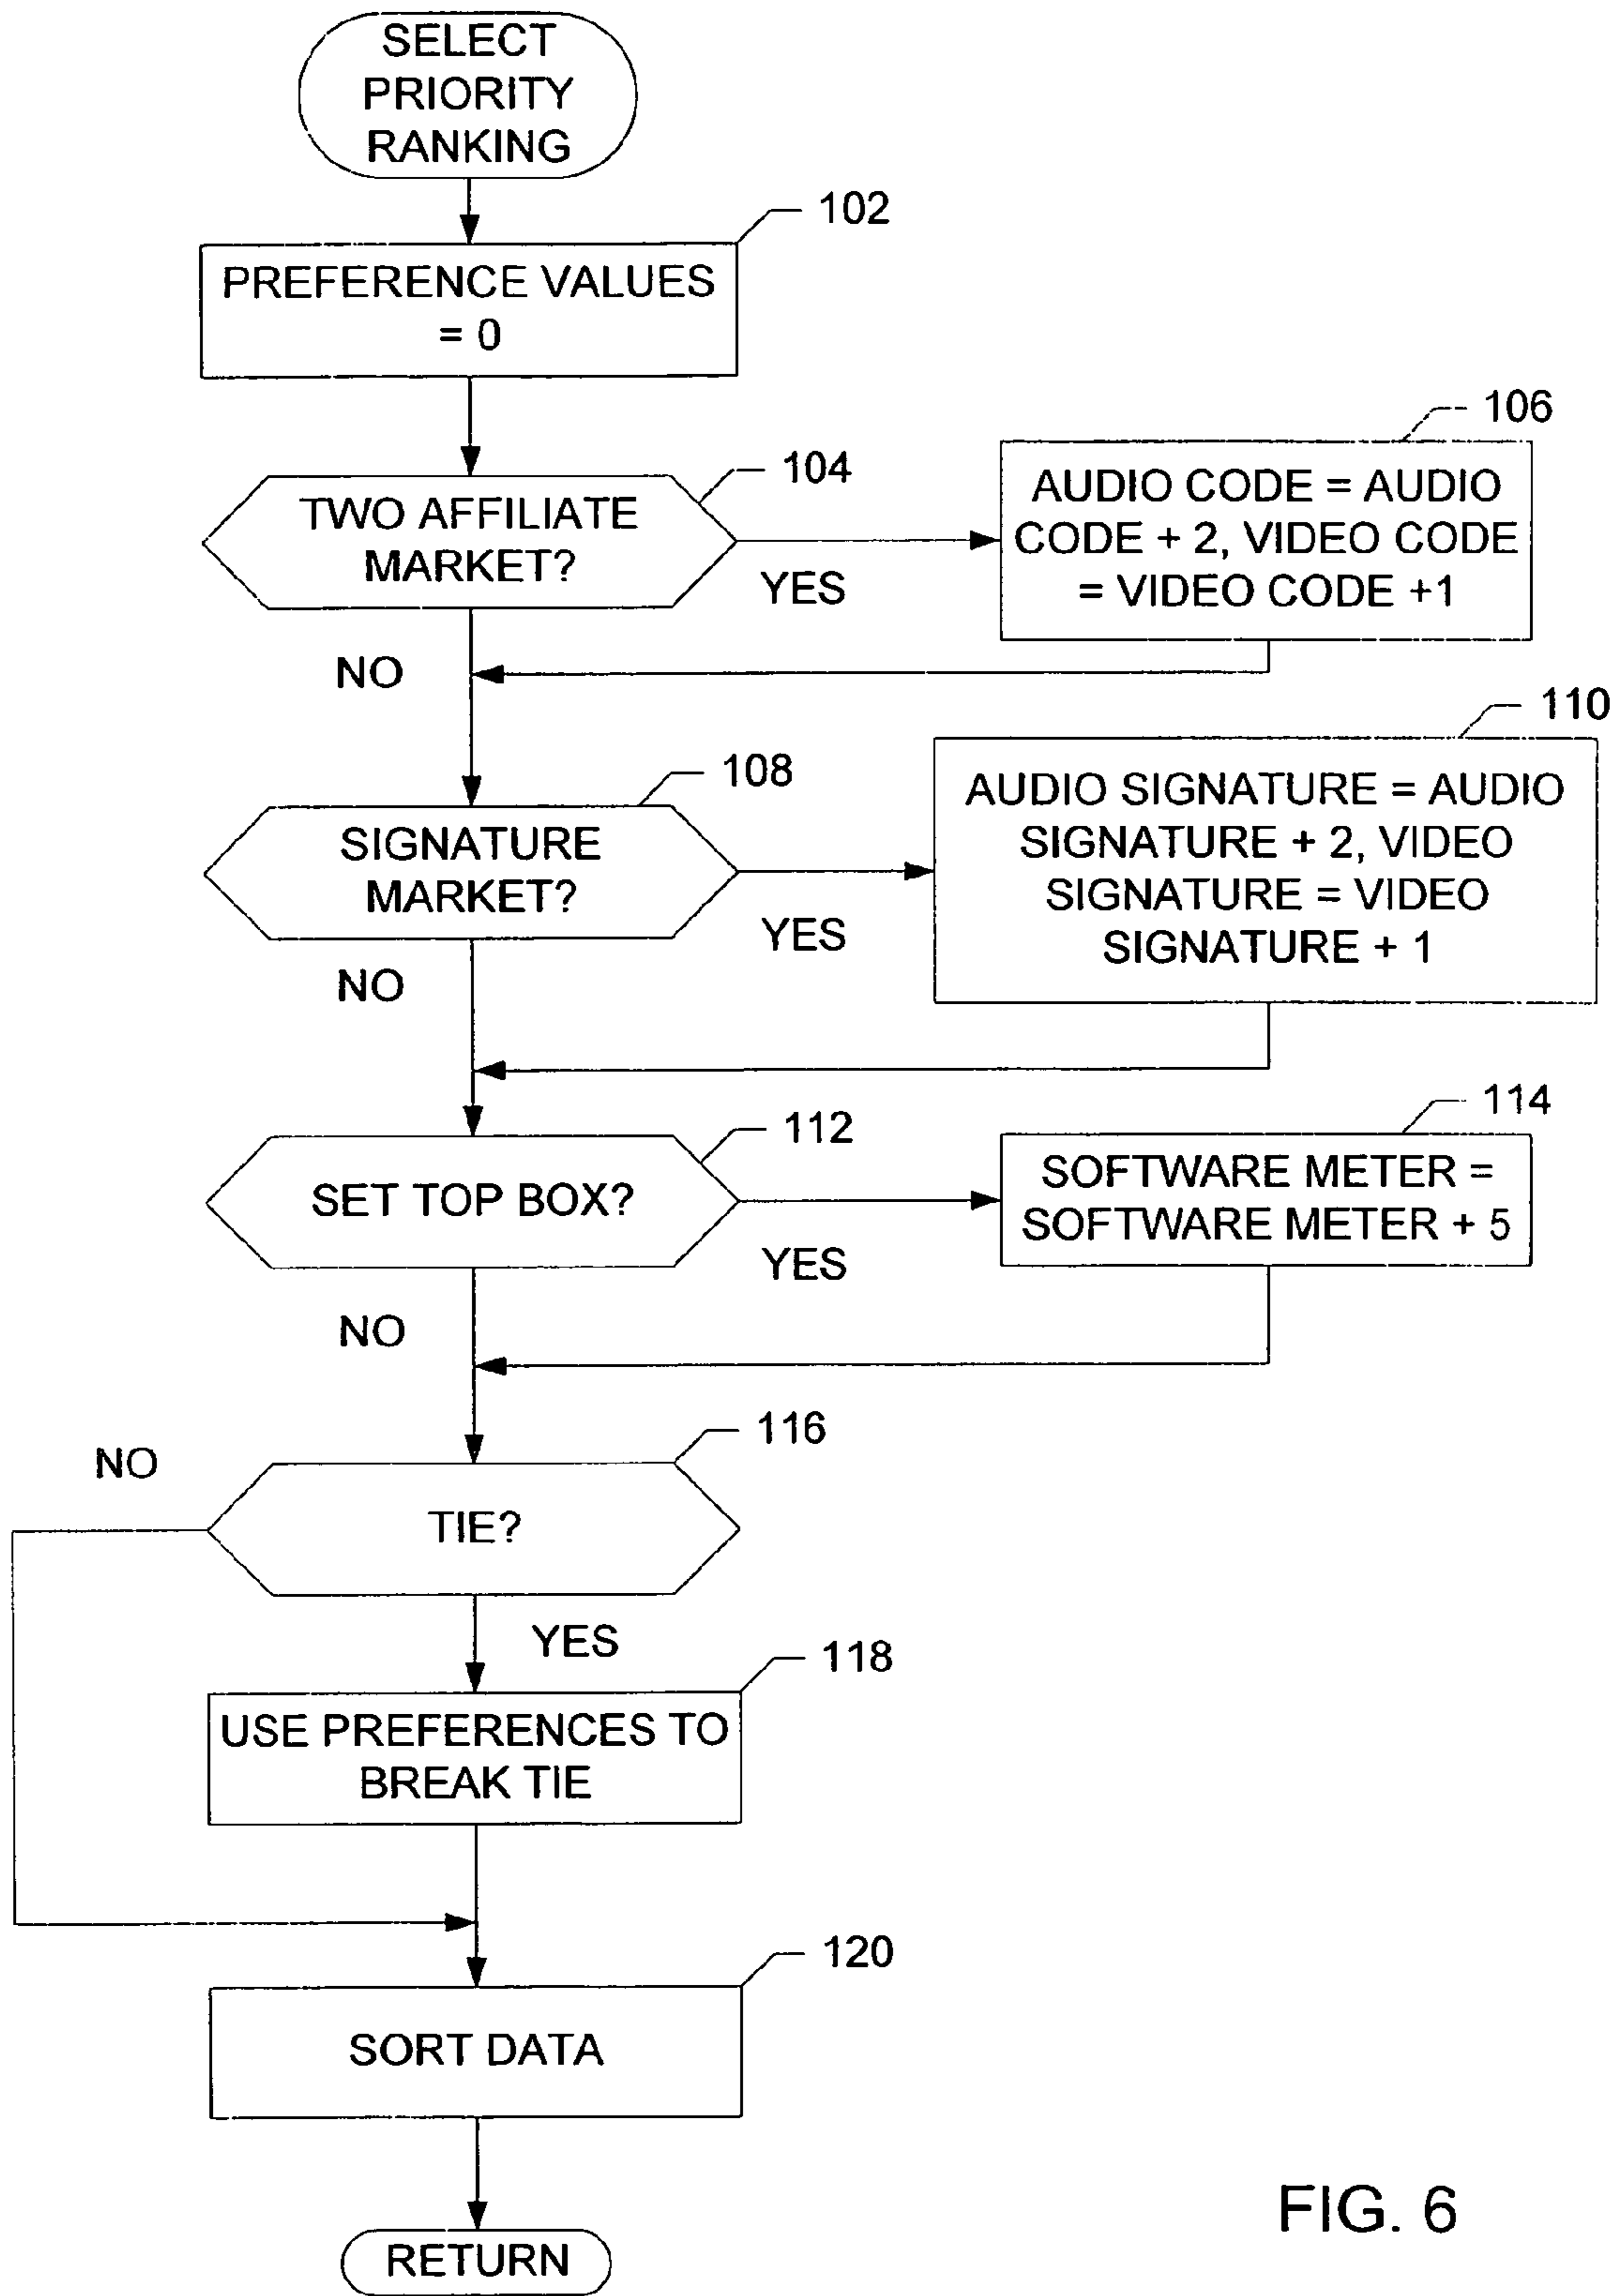 SELECT
PRIORITY
RANKING
102
PREFERENCE VALUES
= 0
104
TWO AFFILIATE
MARKET?
YES
NO
106
AUDIO CODE = AUDIO
CODE + 2, VIDEO CODE
= VIDEO CODE +1
108
SIGNATURE
MARKET?
YES
NO
110
AUDIO SIGNATURE = AUDIO
SIGNATURE + 2, VIDEO
SIGNATURE = VIDEO
SIGNATURE + 1
112
SET TOP BOX?
YES
NO
114
SOFTWARE METER =
SOFTWARE METER + 5
116
NO
TIE?
YES
118
USE PREFERENCES TO
BREAK TIE
120
SORT DATA
RETURN
FIG. 6